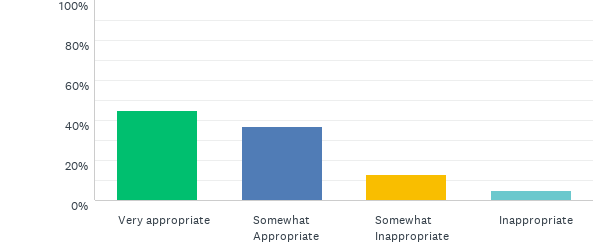 100%
80%
60%
40%
20%
0%
Very appropriate
Somewhat
Appropriate
Somewhat
Inappropriate
Inappropriate